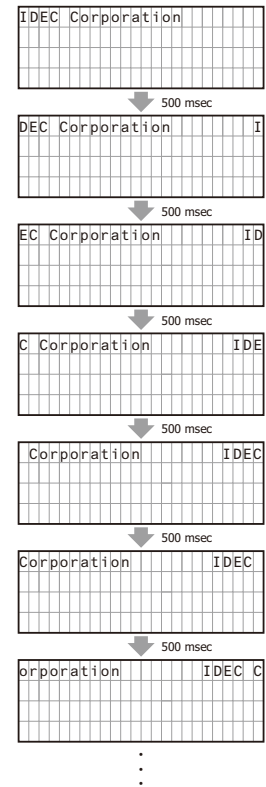 IDEC Corporation
500 msec
DEC Corporation I
500 msec
EC Corporation ID
500 msec
C Corporation IDE
500 msec
Corporation IDEC
500 msec
Corporation IDEC
500 msec
orporation IDEC C